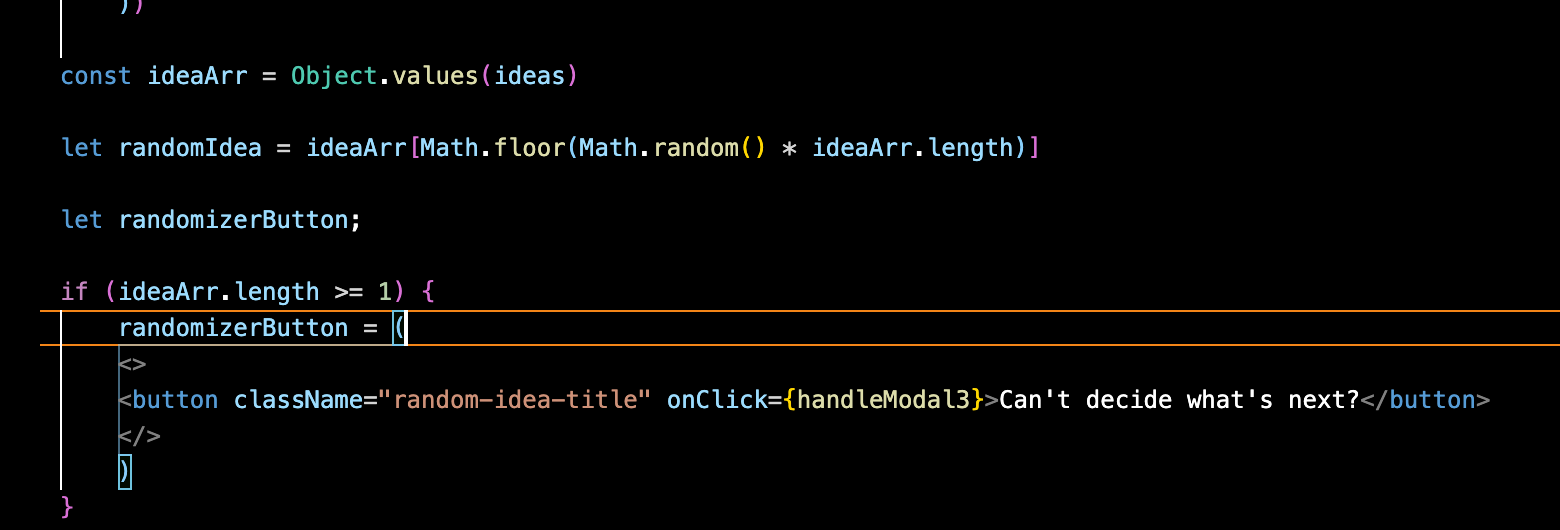 ))
const ideaArr = Object.values(ideas)
let randomIdea = ideaArr[Math.floor(Math.random() * ideaArr.length)]
let randomizerButton;
if (ideaArr.length >= 1) {
randomizerButton = (
<>
<button className="random-idea-title" onClick={handleModal3}>Can't decide what's next?</button>
</>
)
}